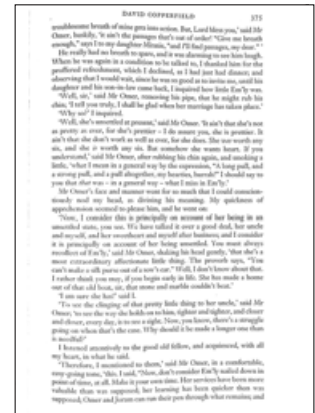 DAVID COPPERFIELD 375
troublesome breath of mine gets into action. But, Lord bless you,' said Mr
Omer, huskily, 'it ain't the passages that's out of order! "Give me breath
enough," says I to my daughter Minnie, "and I'll find passages, my dear." '
He really had no breath to spare, and it was alarming to see him laugh.
When he was again in a condition to be talked to, I thanked him for the
proffered refreshment, which I declined, as I had just had dinner; and
observing that I would wait, since he was so good as to invite me, until his
daughter and his son-in-law came back, I inquired how little Em'ly was.
'Well, sir,' said Mr Omer, removing his pipe, that he might rub his
chin; 'I tell you truly, I shall be glad when her marriage has taken place.'
'Why so?' I inquired.
'Well, she's unsettled at present,' said Mr Omer. 'It ain't that she's not
as pretty as ever, for she's prettier - I do assure you, she is prettier. It
ain't that she don't work as well as ever, for she does. She was worth any
six, and she is worth any six. But somehow she wants heart. If you
understand,' said Mr Omer, after rubbing his chin again, and smoking a
little, 'what I mean in a general way by the expression, "A long pull, and
a strong pull, and a pull altogether, my hearties, hurrah!" I should say to
you that that was - in a general way - what I miss in Em'ly.'
Mr Omer's face and manner went for so much that I could conscien-
tiously nod my head, as divining his meaning. My quickness of
apprehension seemed to please him, and he went on:
'Now, I consider this is principally on account of her being in an
unsettled state, you see. We have talked it over a good deal, her uncle
and myself, and her sweetheart and myself after business; and I consider
it is principally on account of her being unsettled. You must always
recollect of Em'ly,' said Mr Omer, shaking his head gently, 'that she's a
most extraordinary affectionate little thing. The proverb says, "You
can't make a silk purse out of a sow's ear." Well, I don't know about that.
I rather think you may, if you begin early in life. She has made a home
out of that old boat, sir, that stone and marble couldn't beat.'
'I am sure she has!' said I.
'To see the clinging of that pretty little thing to her uncle,' said Mr
Omer; 'to see the way she holds on to him, tighter and tighter, and closer
and closer, every day, is to see a sight. Now, you know, there's a struggle
going on when that's the case. Why should it be made a longer one than
is needful?'
I listened attentively to the good old fellow, and acquiesced, with all
my heart, in what he said.
'Therefore, I mentioned to them,' said Mr Omer, in a comfortable,
easy-going tone, 'this. I said, "Now, don't consider Em'ly nailed down in
point of time, at all. Make it your own time. Her services have been more
valuable than was supposed; her learning has been quicker than was
supposed; Omer and Joram can run their pen through what remains; and